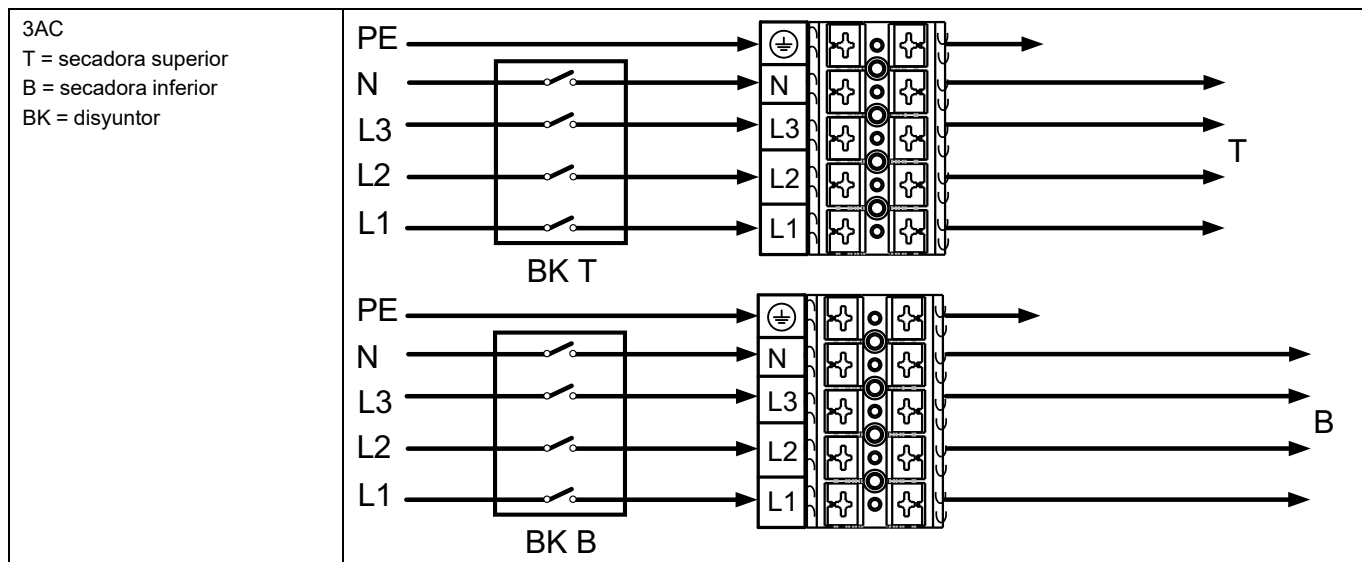 3AC
T = secadora superior
B = secadora inferior
BK = disyuntor
PE
N
L3
L2
L1
BK T
N
L3
L2
L1
T
PE
N
L3
L2
L1
BK B
N
L3
L2
L1
B